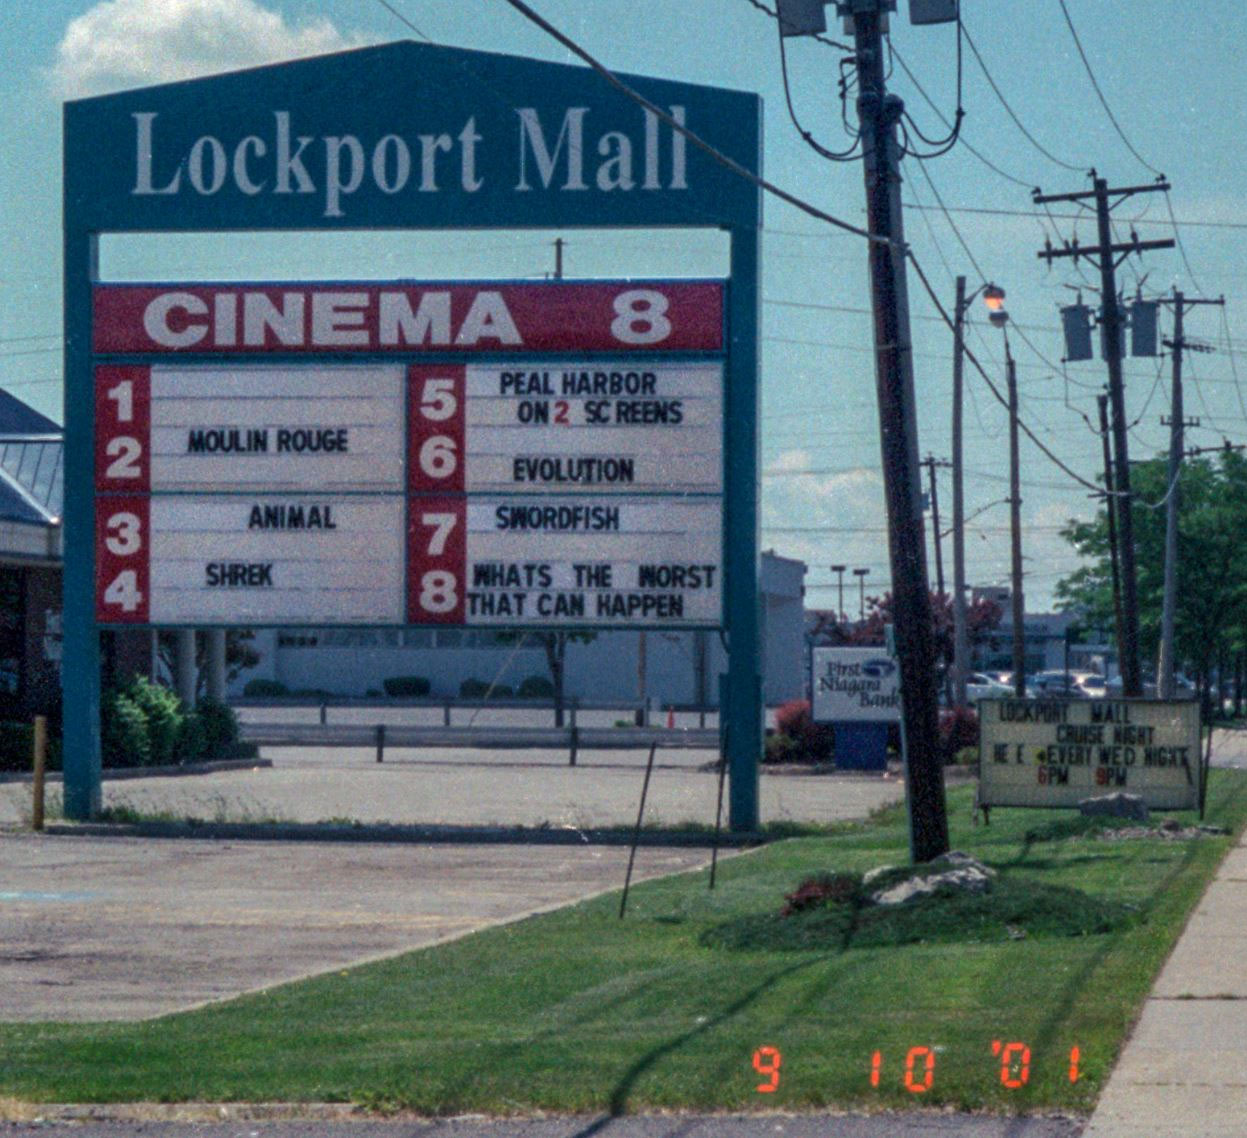 Lockport Mall
CINEMA 8
1
2 MOULIN ROUGE
3 ANIMAL
4 SHREK
5 PEAL HARBOR
ON 2 SCREENS
6 EVOLUTION
7 SWORDFISH
8 WHATS THE WORST
THAT CAN HAPPEN
First
Niagara
Bank
LOCKPORT MALL
CRUISE NIGHT
HE E EVERY WED NIGHT
6PM 9PM
9 10 '01